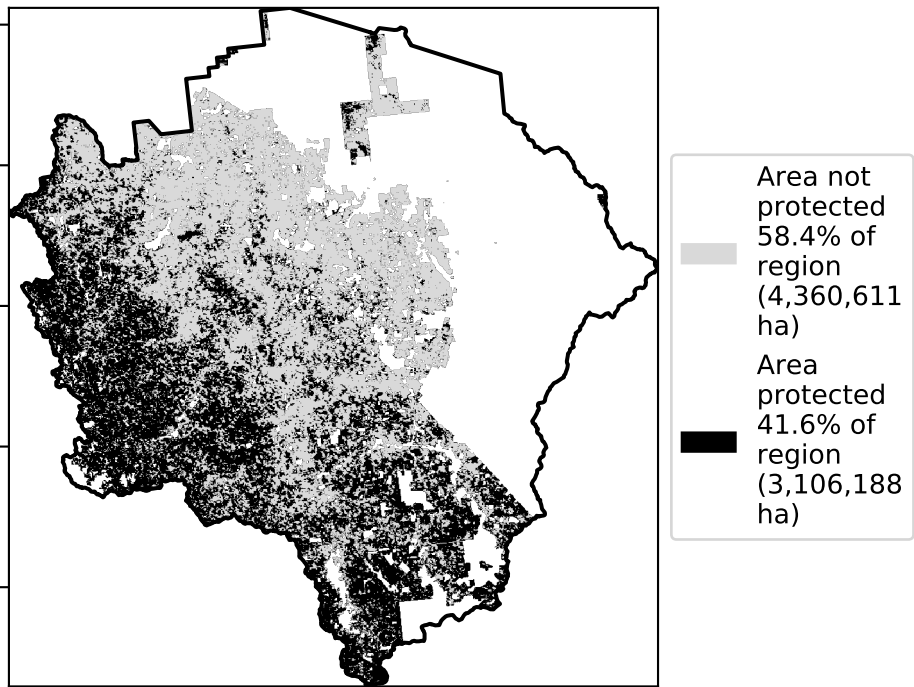 Area not
protected
58.4% of
region
(4,360,611
ha)
Area
protected
41.6% of
region
(3,106,188
ha)